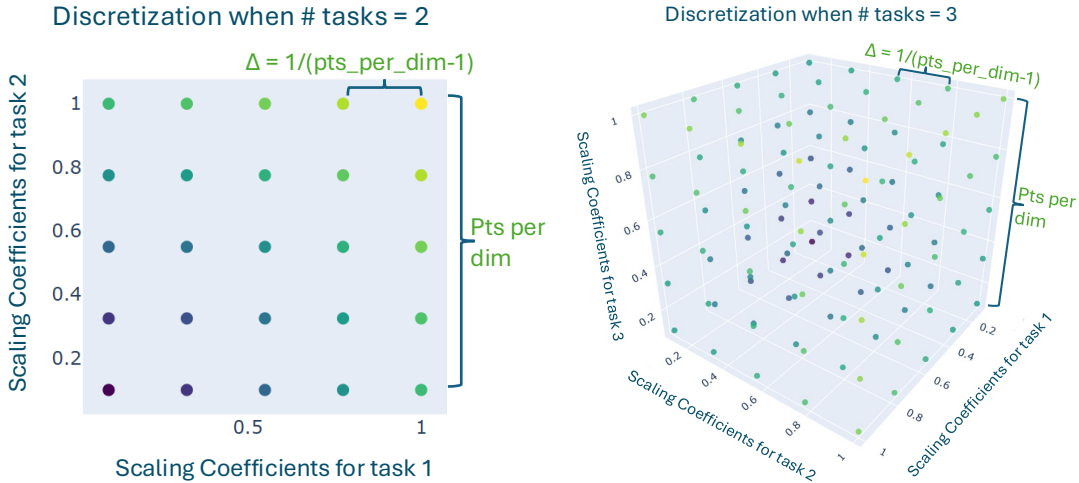 Discretization when # tasks = 2
Δ = 1/(pts_per_dim-1)
Scaling Coefficients for task 2
1
0.8
0.6
0.4
0.2
0.5
1
Pts per
dim
Scaling Coefficients for task 1
Discretization when # tasks = 3
Δ = 1/(pts_per_dim-1)
Scaling Coefficients for task 3
1
0.8
0.6
0.4
0.2
Pts per
dim
0.2
0.4
0.6
0.8
1
Scaling Coefficients for task 2
0.2
0.4
0.6
0.8
1
Scaling Coefficients for task 1